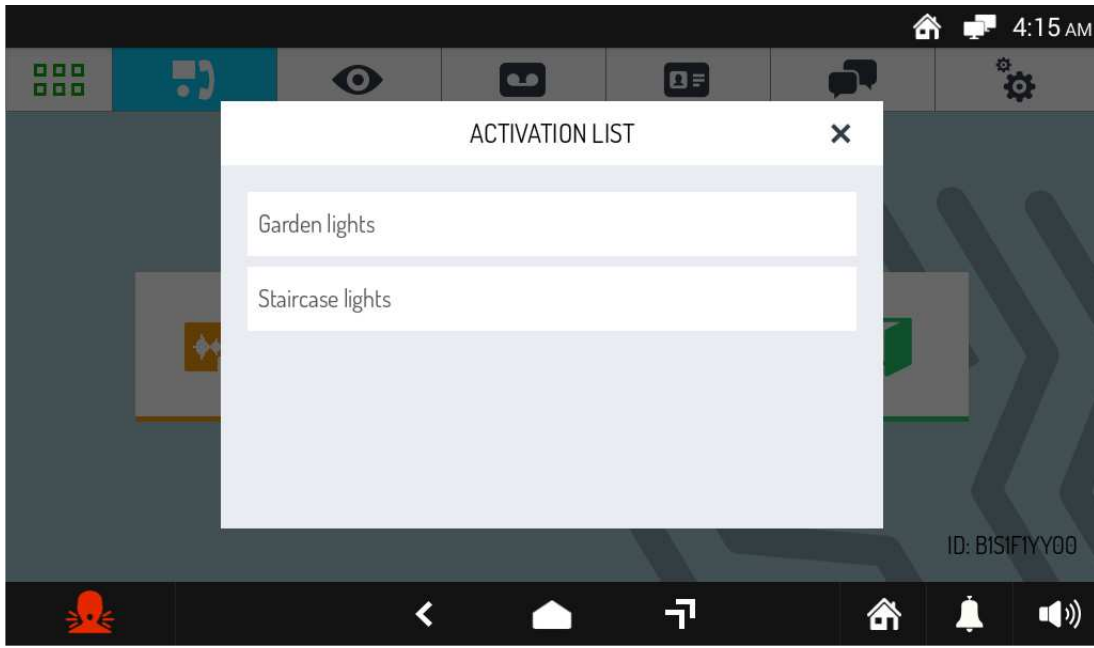 4:15 AM
ACTIVATION LIST
Garden lights
Staircase lights
ID: B1S1F1YY00